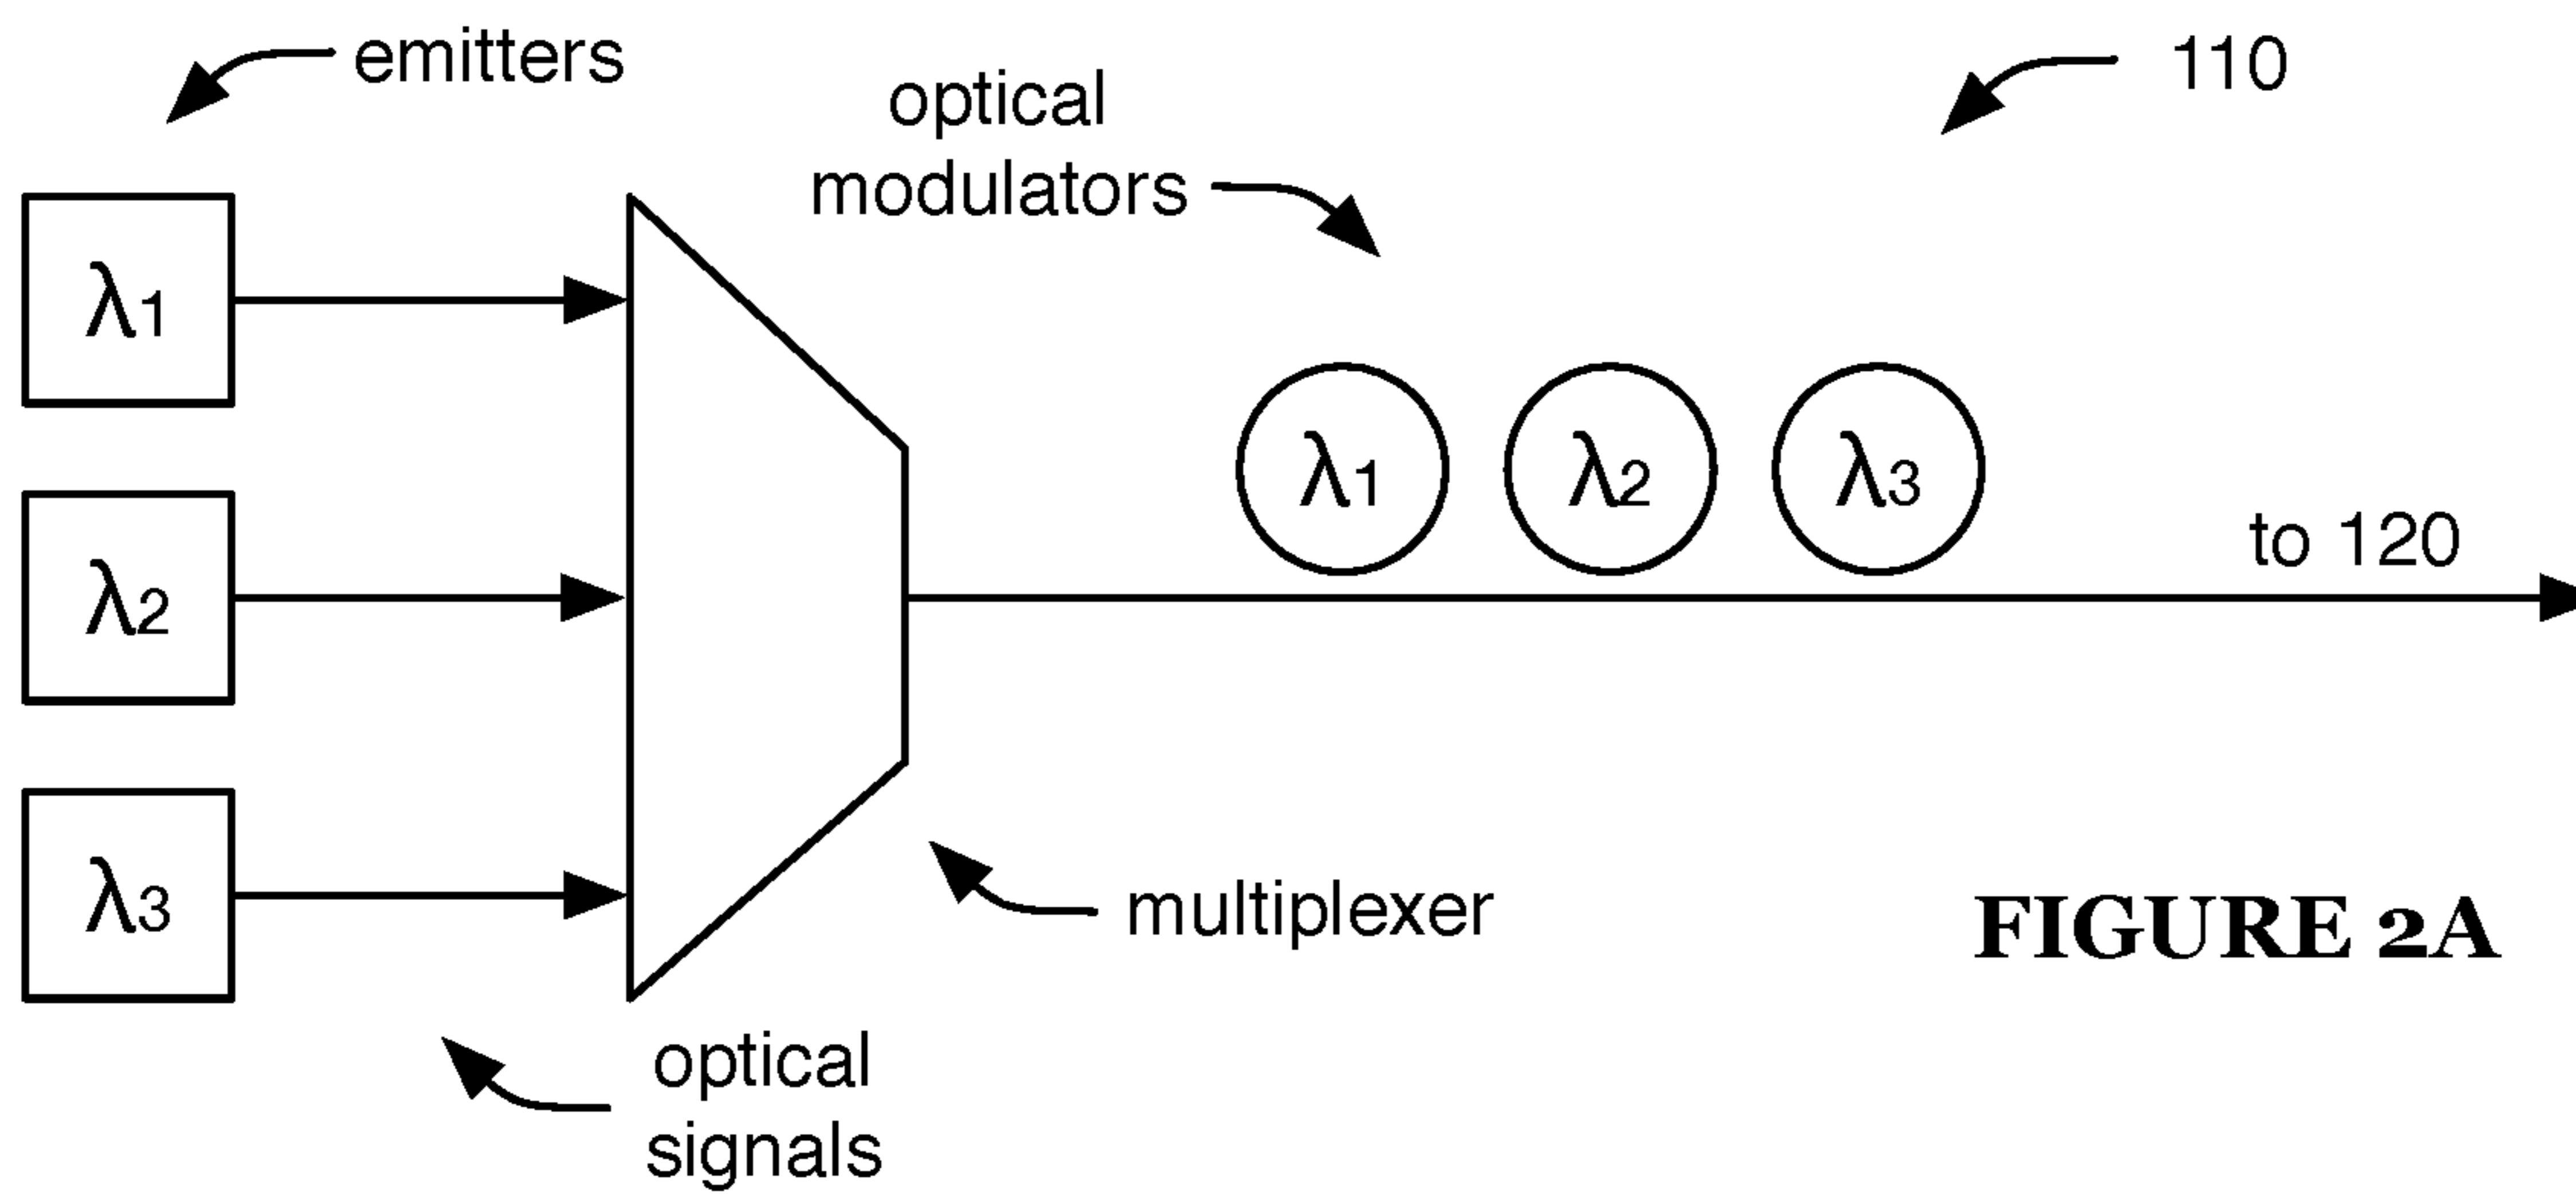 emitters
optical
modulators
110
λ1
λ2
λ3
λ1
λ2
λ3
to 120
multiplexer
FIGURE 2A
optical
signals